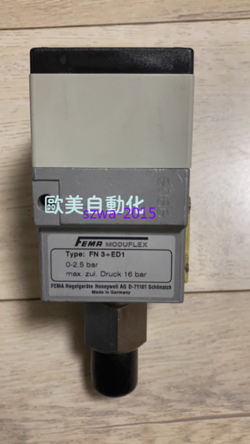 歐美自動化
szwa-2015
FEMA MODUFLEX
Type: FN 3+ED1
0-2.5 bar
max. zul. Druck 16 bar
FEMA Regelgeräte Honeywell AG D-71101 Schönaich
Made in Germany